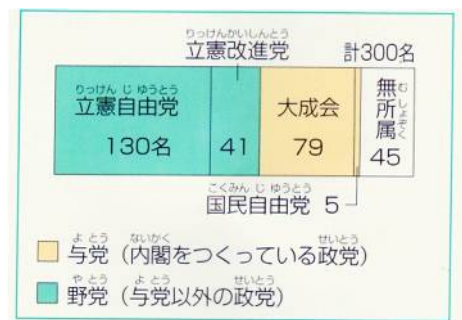 りっけんかいしんとう
立憲改進党
計300名
りっけんじゆうとう
立憲自由党
130名
41
大成会
79
むしょぞく
無所属
45
こくみんじゆうとう
国民自由党 5
よとう ないかく せいとう
与党（内閣をつくっている政党）
やとう よとう せいとう
野党（与党以外の政党）